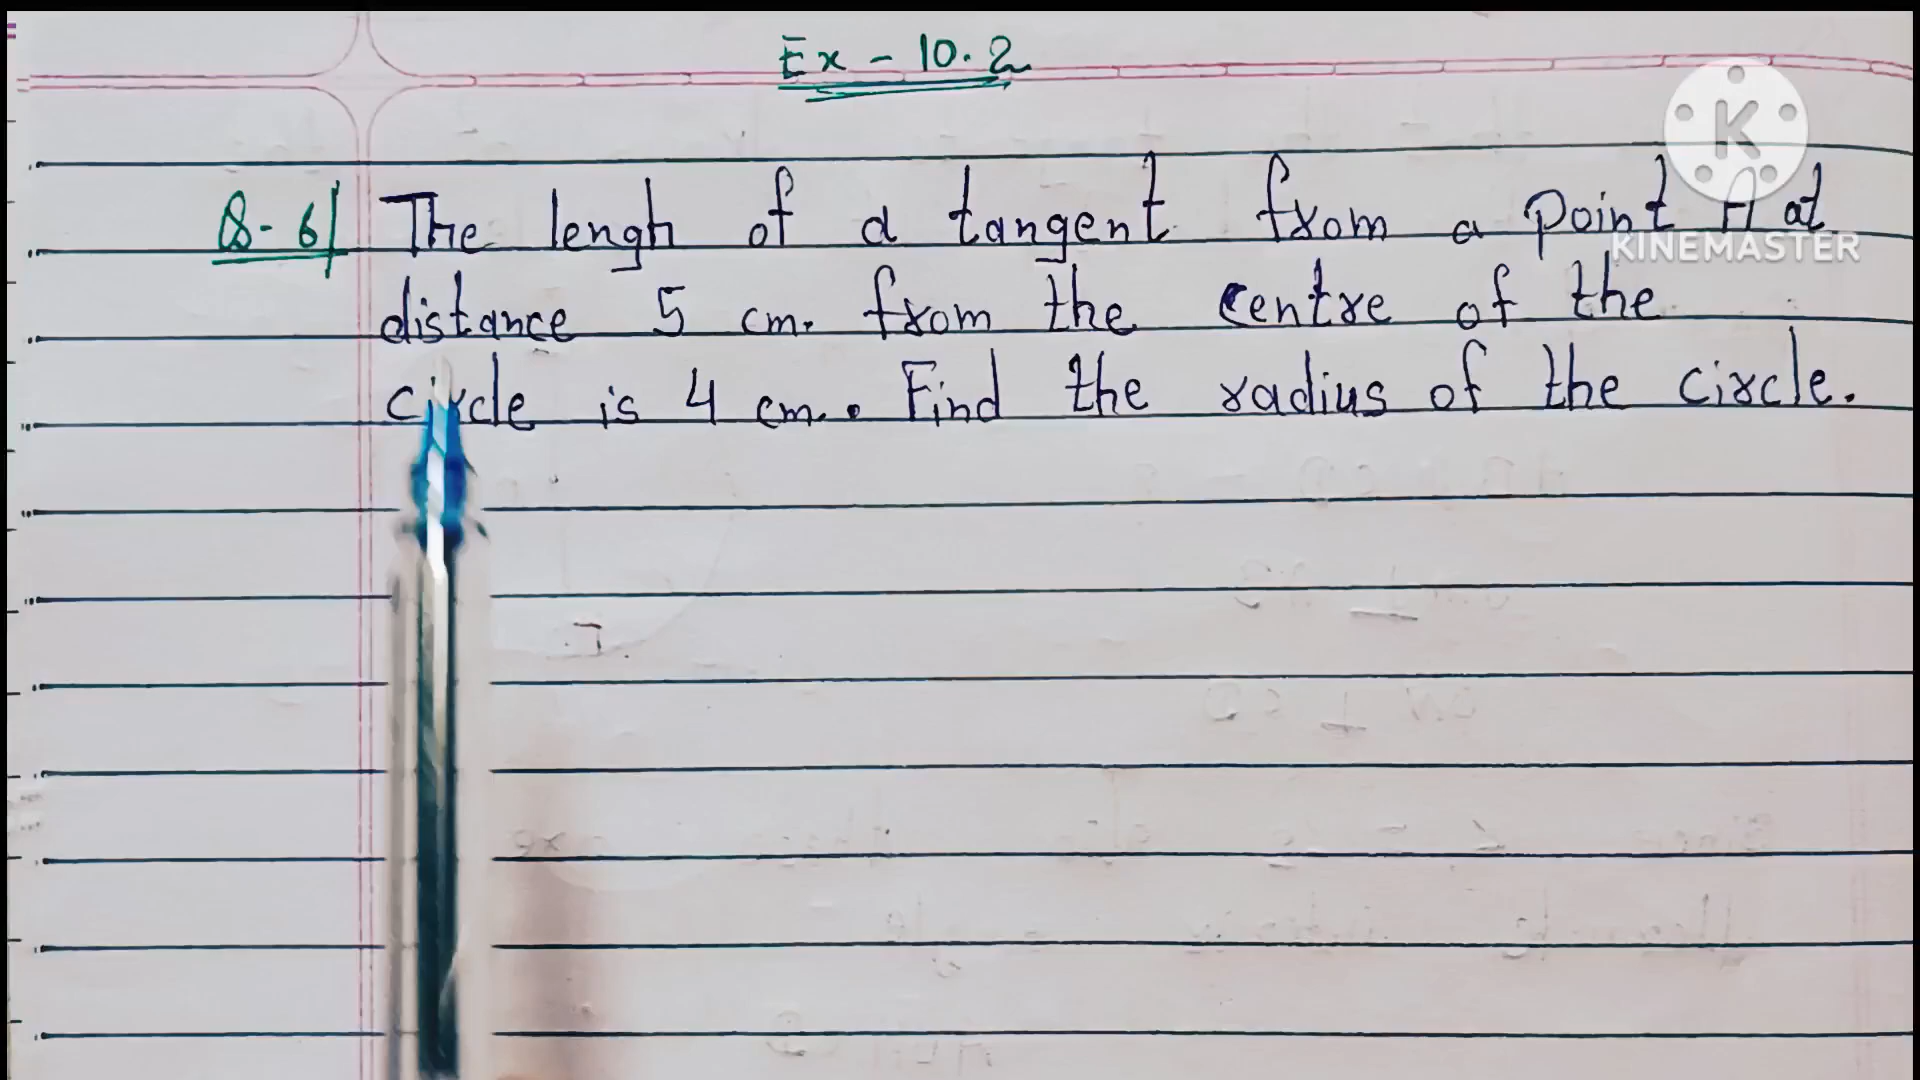 Ex - 10.2
Q-6| The lengh of a tangent from a point A at
distance 5 cm. from the centre of the
circle is 4 cm. Find the radius of the circle.
K
KINEMASTER